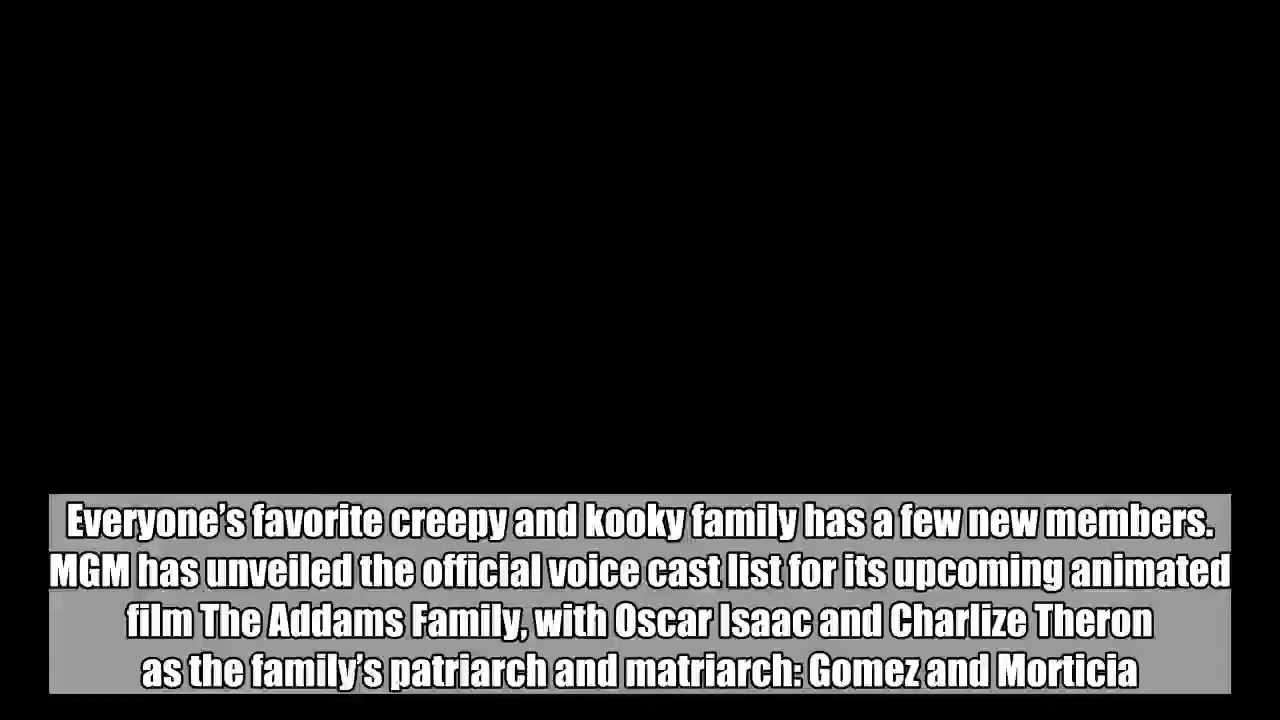 Everyone’s favorite creepy and kooky family has a few new members.
MGM has unveiled the official voice cast list for its upcoming animated
film The Addams Family, with Oscar Isaac and Charlize Theron
as the family’s patriarch and matriarch: Gomez and Morticia